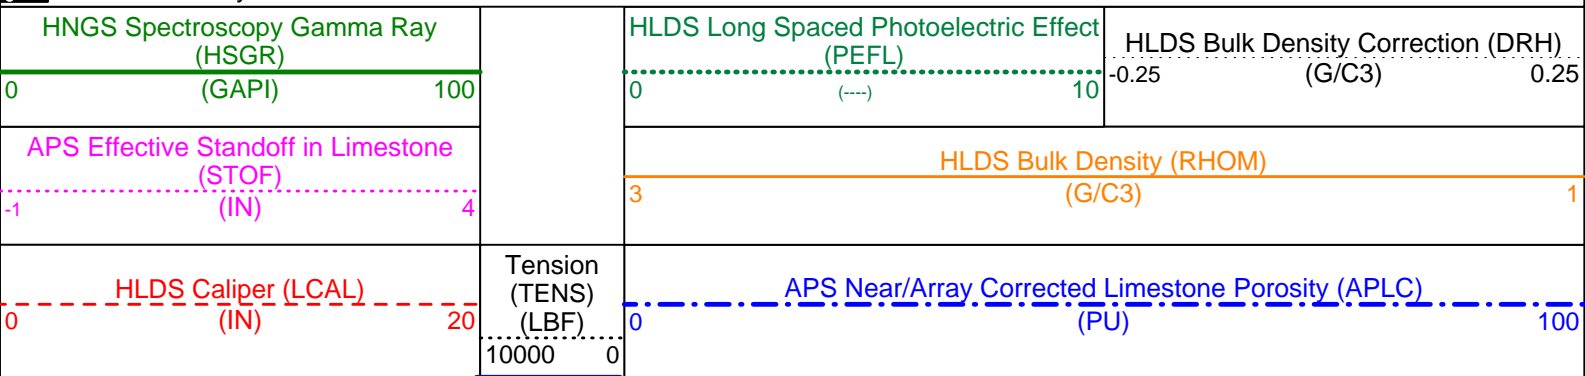 HNGS Spectroscopy Gamma Ray
(HSGR)
0 (GAPI) 100
HLDS Long Spaced Photoelectric Effect
(PEFL)
0 (----) 10
HLDS Bulk Density Correction (DRH)
-0.25 (G/C3) 0.25
APS Effective Standoff in Limestone
(STOF)
-1 (IN) 4
HLDS Bulk Density (RHOM)
3 (G/C3) 1
HLDS Caliper (LCAL)
0 (IN) 20
Tension
(TENS)
(LBF)
10000 0
APS Near/Array Corrected Limestone Porosity (APLC)
0 (PU) 100